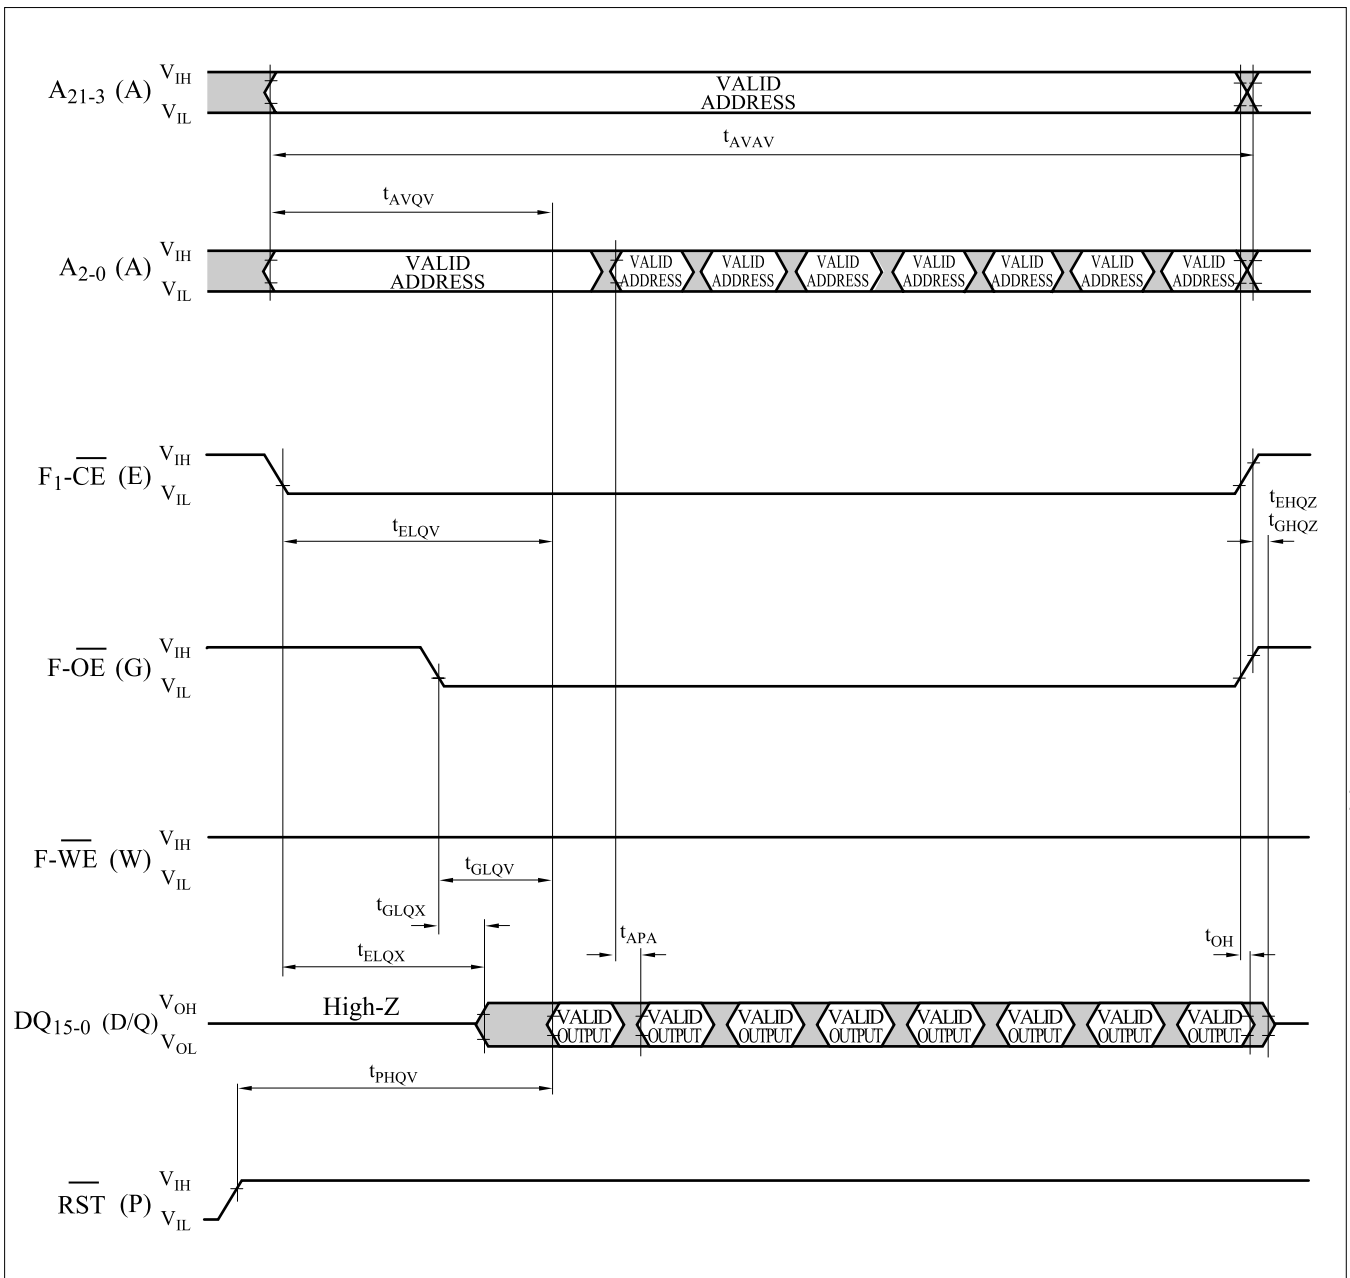 A21-3 (A) VIH VALID
VIL ADDRESS
tAVAV
tAVQV
A2-0 (A) VIH VALID VALID VALID VALID VALID VALID VALID VALID
VIL ADDRESS ADDRESS ADDRESS ADDRESS ADDRESS ADDRESS ADDRESS ADDRESS
F1-CE (E) VIH
VIL
tEHQZ
tGHQZ
tELQV
F-OE (G) VIH
VIL
F-WE (W) VIH
VIL
tGLQV
tGLQX
tAPA
tOH
tELQX
DQ15-0 (D/Q) VOH High-Z VALID VALID VALID VALID VALID VALID VALID VALID
VOL OUTPUT OUTPUT OUTPUT OUTPUT OUTPUT OUTPUT OUTPUT OUTPUT
tPHQV
RST (P) VIH
VIL